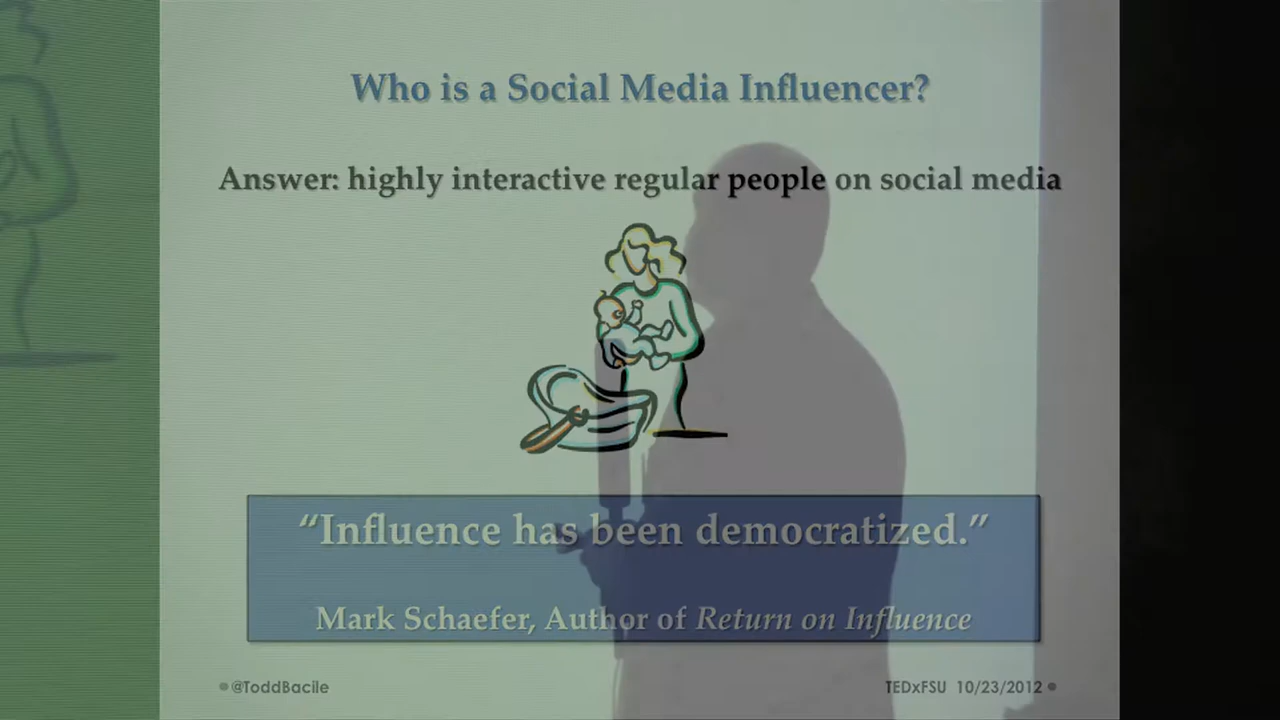 Who is a Social Media Influencer?
Answer: highly interactive regular people on social media
“Influence has been democratized.”
Mark Schaefer, Author of Return on Influence
@ToddBacile
TEDxFSU 10/23/2012